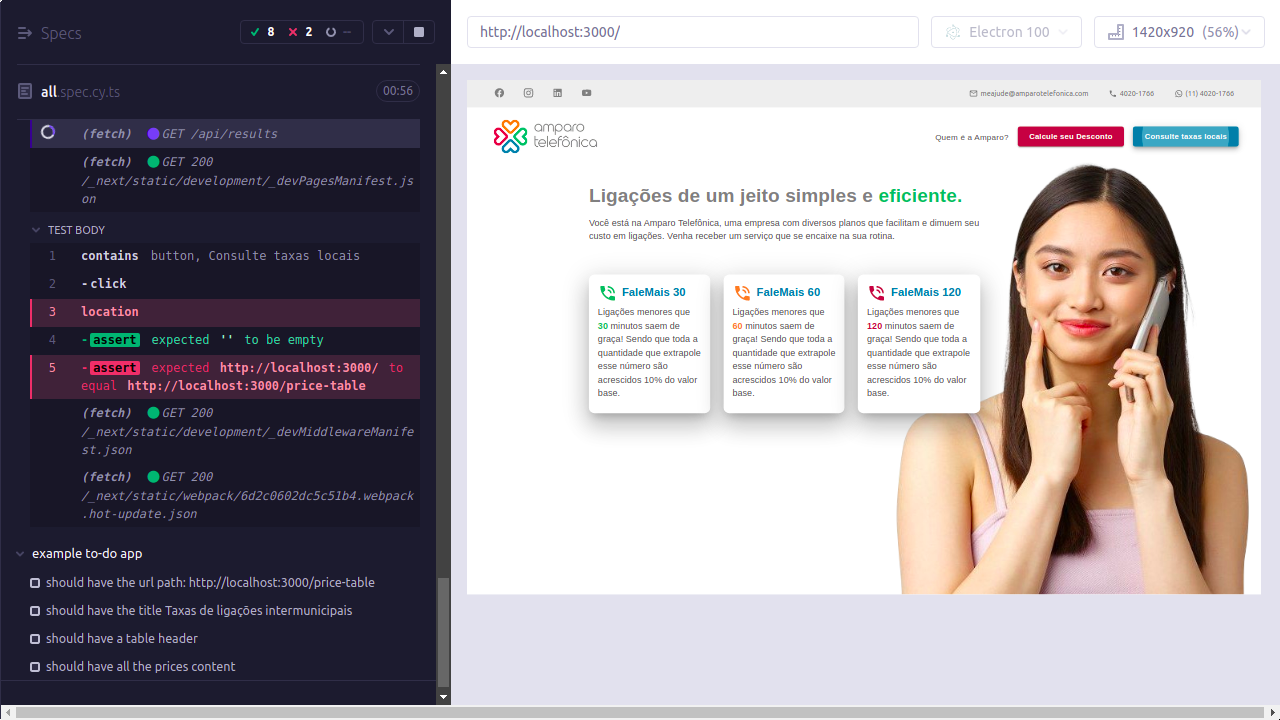 Specs
8
2
--
all.spec.cy.ts
00:56
(fetch) GET /api/results
(fetch) GET 200
/_next/static/development/_devPagesManifest.js
on
TEST BODY
1 contains button, Consulte taxas locais
2 -click
3 location
4 -assert expected '' to be empty
5 -assert expected http://localhost:3000/ to
equal http://localhost:3000/price-table
(fetch) GET 200
/_next/static/development/_devMiddlewareManife
st.json
(fetch) GET 200
/_next/static/webpack/6d2c0602dc5c51b4.webpack
.hot-update.json
example to-do app
should have the url path: http://localhost:3000/price-table
should have the title Taxas de ligações intermunicipais
should have a table header
should have all the prices content
http://localhost:3000/
Electron 100
1420x920 (56%)
meajude@amparotelefonica.com
4020-1766
(11) 4020-1766
amparo
telefônica
Quem é a Amparo?
Calcule seu Desconto
Consulte taxas locais
Ligações de um jeito simples e eficiente.
Você está na Amparo Telefônica, uma empresa com diversos planos que facilitam e dimuem seu
custo em ligações. Venha receber um serviço que se encaixe na sua rotina.
FaleMais 30
Ligações menores que
30 minutos saem de
graça! Sendo que toda a
quantidade que extrapole
esse número são
acrescidos 10% do valor
base.
FaleMais 60
Ligações menores que
60 minutos saem de
graça! Sendo que toda a
quantidade que extrapole
esse número são
acrescidos 10% do valor
base.
FaleMais 120
Ligações menores que
120 minutos saem de
graça! Sendo que toda a
quantidade que extrapole
esse número são
acrescidos 10% do valor
base.